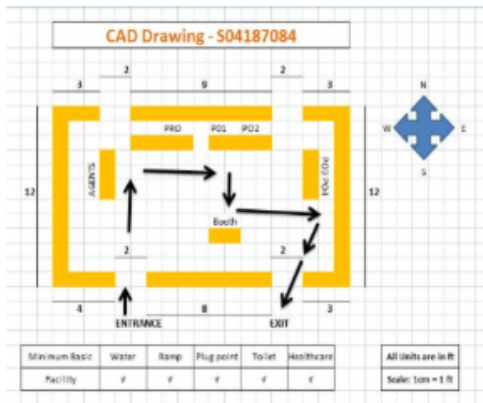 CAD Drawing - S04187084
2 2
3 9 3
N
PRO PO1 PO2
W E
AGENTS
PO3 PO4
S
12 12
Booth
2 2
4 8 3
ENTRANCE EXIT
Minimum Basic Water Ramp Plug point Toilet Healthcare
Facility
All Units are in ft
Scale: 1cm = 1 ft